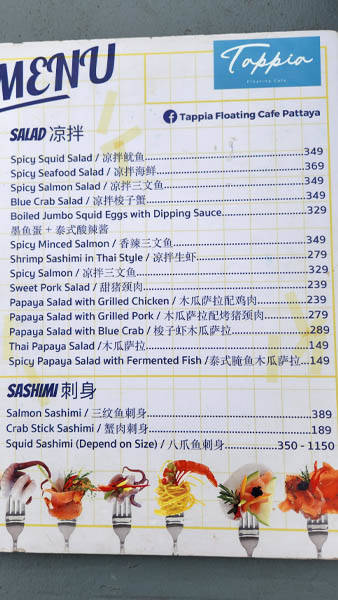 MENU
Tappia
Floating Cafe
Tappia Floating Cafe Pattaya
SALAD 凉拌
Spicy Squid Salad / 凉拌鱿鱼...349
Spicy Seafood Salad / 凉拌海鲜...369
Spicy Salmon Salad / 凉拌三文鱼...349
Blue Crab Salad / 凉拌梭子蟹...349
Boiled Jumbo Squid Eggs with Dipping Sauce...329
墨鱼蛋 + 泰式酸辣酱
Spicy Minced Salmon / 香辣三文鱼...349
Shrimp Sashimi in Thai Style / 凉拌生虾...279
Spicy Salmon / 凉拌三文鱼...329
Sweet Pork Salad / 甜猪颈肉...239
Papaya Salad with Grilled Chicken / 木瓜萨拉配鸡肉...239
Papaya Salad with Grilled Pork / 木瓜萨拉配烤猪颈肉...279
Papaya Salad with Blue Crab / 梭子虾木瓜萨拉...289
Thai Papaya Salad /木瓜萨拉...149
Spicy Papaya Salad with Fermented Fish /泰式腌鱼木瓜萨拉...149
SASHIMI 刺身
Salmon Sashimi / 三纹鱼刺身...389
Crab Stick Sashimi / 蟹肉刺身...189
Squid Sashimi (Depend on Size) / 八爪鱼刺身...350 - 1150